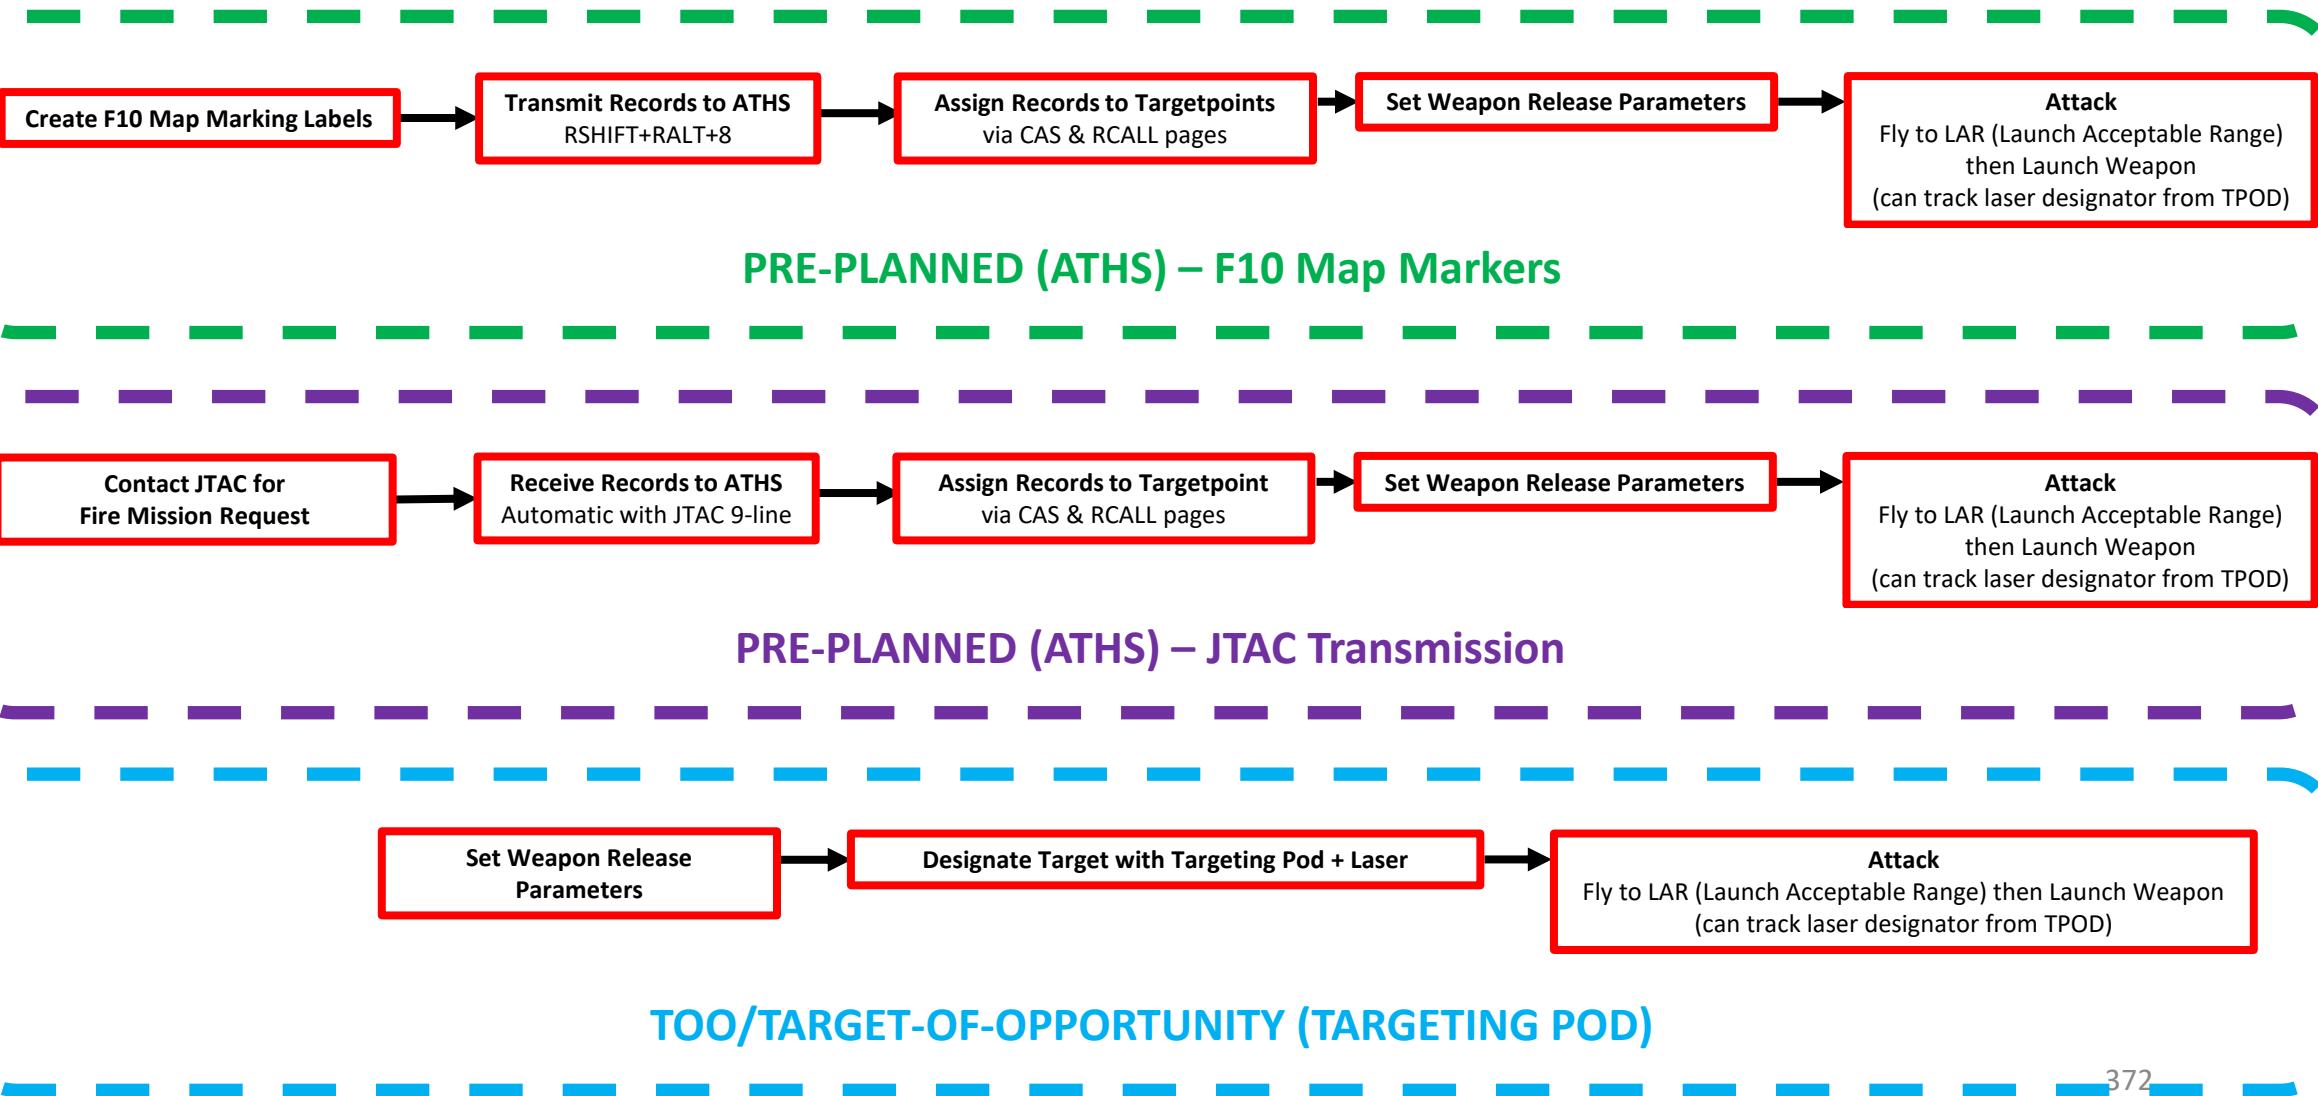 Create F10 Map Marking Labels
Transmit Records to ATHS
RSHIFT+RALT+8
Assign Records to Targetpoints
via CAS & RCALL pages
Set Weapon Release Parameters
Attack
Fly to LAR (Launch Acceptable Range)
then Launch Weapon
(can track laser designator from TPOD)
PRE-PLANNED (ATHS) – F10 Map Markers
Contact JTAC for
Fire Mission Request
Receive Records to ATHS
Automatic with JTAC 9-line
Assign Records to Targetpoint
via CAS & RCALL pages
Set Weapon Release Parameters
Attack
Fly to LAR (Launch Acceptable Range)
then Launch Weapon
(can track laser designator from TPOD)
PRE-PLANNED (ATHS) – JTAC Transmission
Set Weapon Release
Parameters
Designate Target with Targeting Pod + Laser
Attack
Fly to LAR (Launch Acceptable Range) then Launch Weapon
(can track laser designator from TPOD)
TOO/TARGET-OF-OPPORTUNITY (TARGETING POD)
372